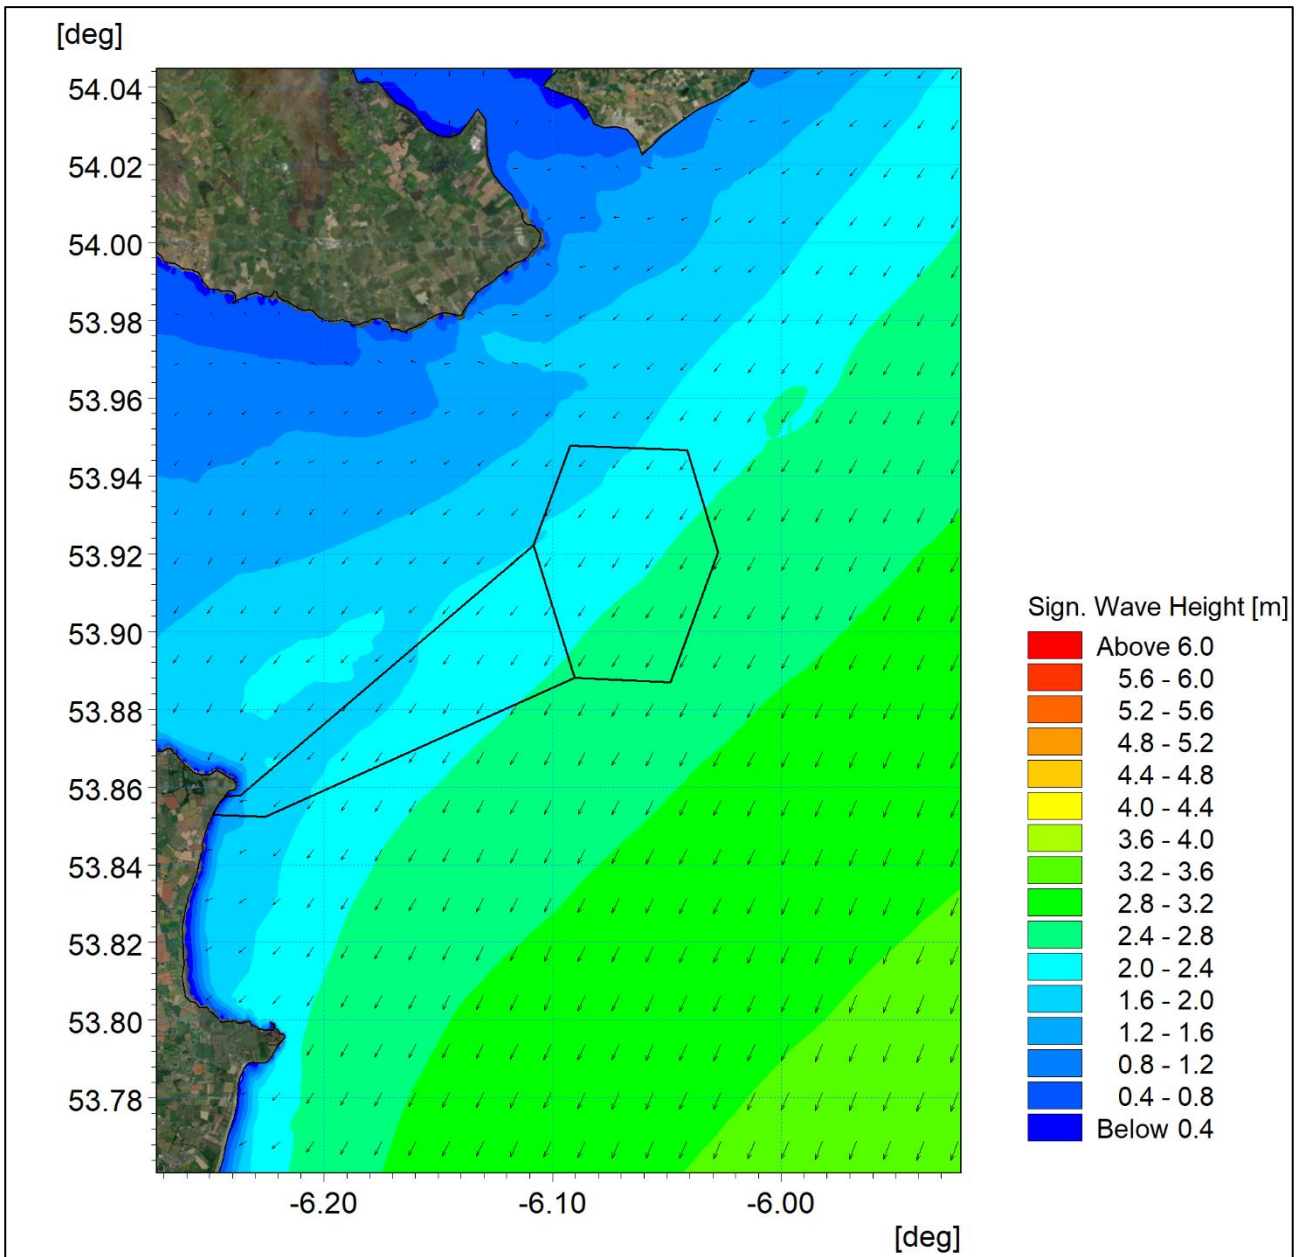 [deg]
54.04
54.02
54.00
53.98
53.96
53.94
53.92
53.90
53.88
53.86
53.84
53.82
53.80
53.78
-6.20 -6.10 -6.00
[deg]
Sign. Wave Height [m]
Above 6.0
5.6 - 6.0
5.2 - 5.6
4.8 - 5.2
4.4 - 4.8
4.0 - 4.4
3.6 - 4.0
3.2 - 3.6
2.8 - 3.2
2.4 - 2.8
2.0 - 2.4
1.6 - 2.0
1.2 - 1.6
0.8 - 1.2
0.4 - 0.8
Below 0.4